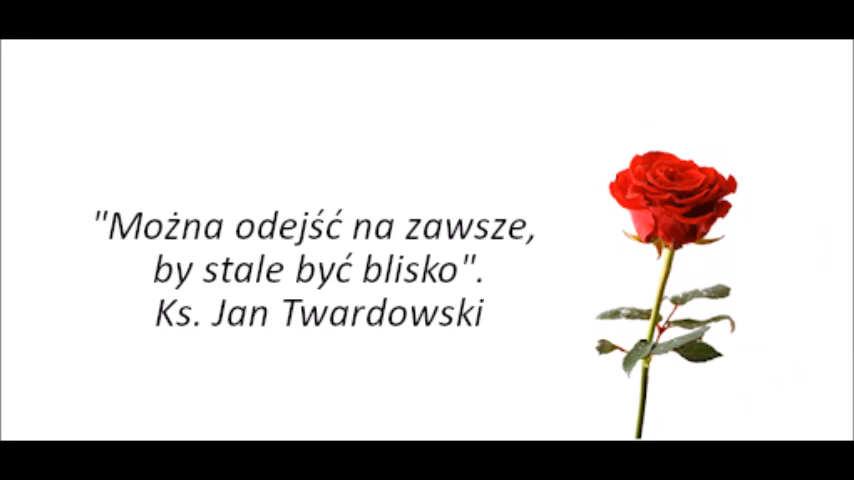 "Można odejść na zawsze,
by stale być blisko".
Ks. Jan Twardowski